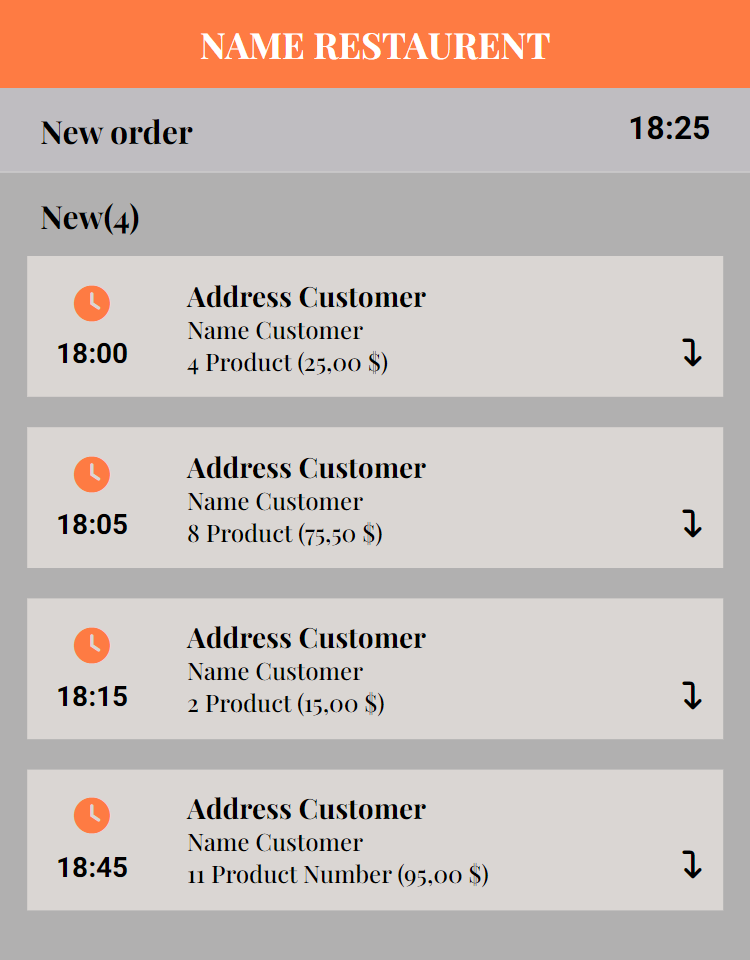 NAME RESTAURENT
New order
18:25
New(4)
Address Customer
Name Customer
18:00
4 Product (25,00 $)
Address Customer
Name Customer
18:05
8 Product (75,50 $)
Address Customer
Name Customer
18:15
2 Product (15,00 $)
Address Customer
Name Customer
18:45
11 Product Number (95,00 $)